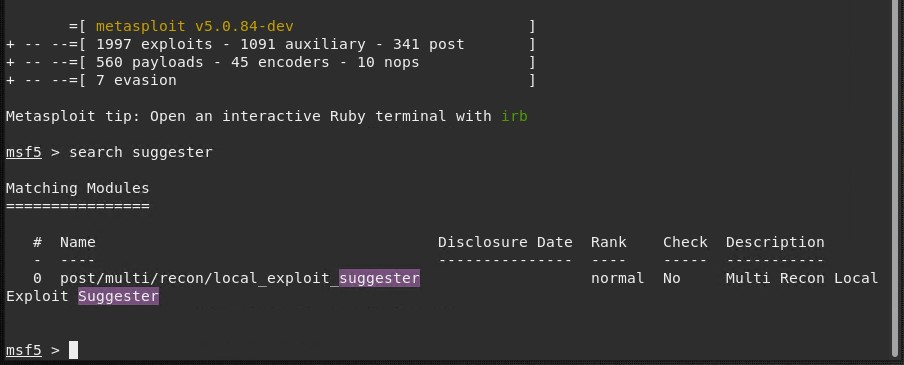 =[ metasploit v5.0.84-dev ]
+ -- --=[ 1997 exploits - 1091 auxiliary - 341 post ]
+ -- --=[ 560 payloads - 45 encoders - 10 nops ]
+ -- --=[ 7 evasion ]
Metasploit tip: Open an interactive Ruby terminal with irb
msf5 > search suggester
Matching Modules
================
# Name Disclosure Date Rank Check Description
- ---- --------------- ---- ----- -----------
0 post/multi/recon/local_exploit_suggester normal No Multi Recon Local
Exploit Suggester
msf5 >